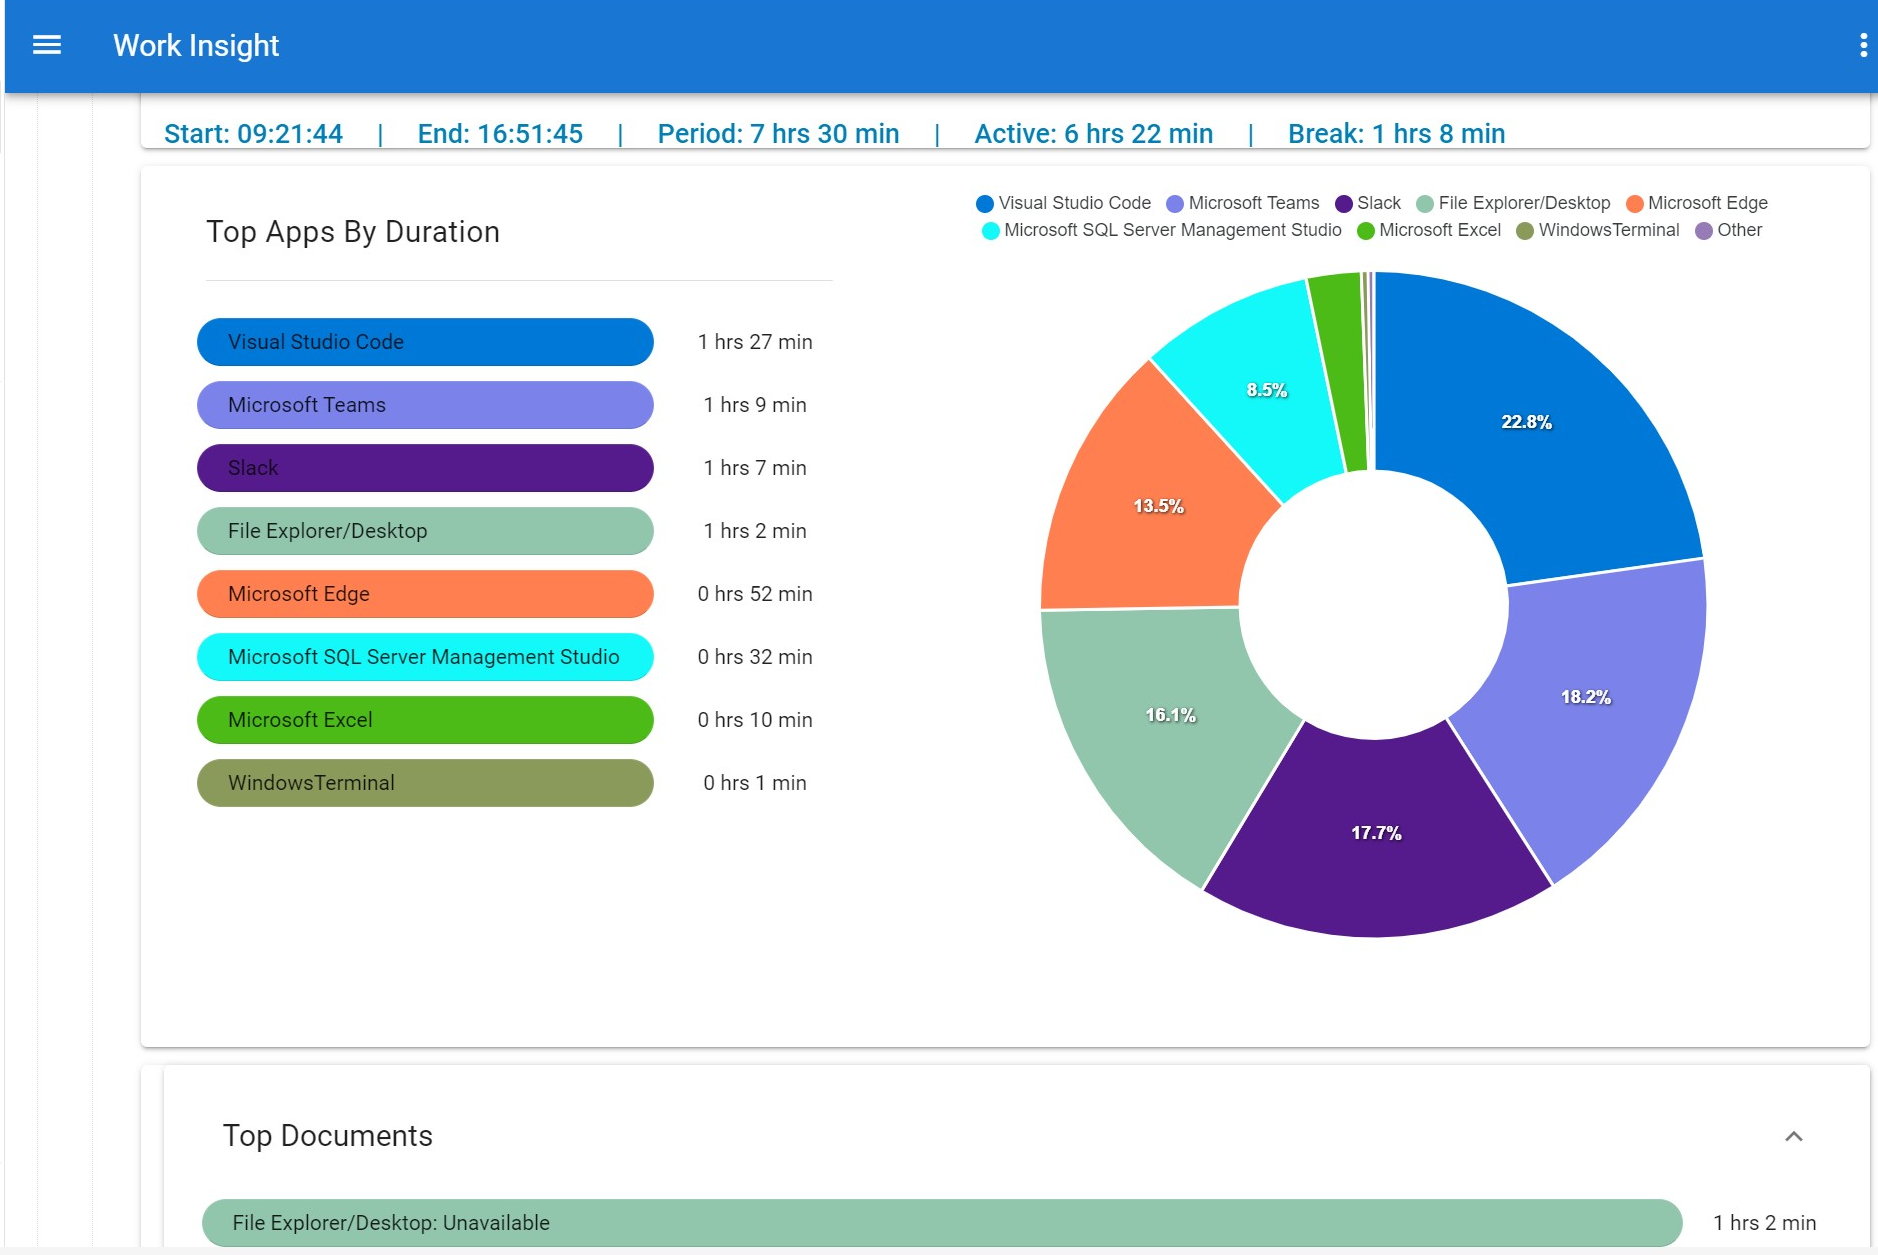 Work Insight
Start: 09:21:44 | End: 16:51:45 | Period: 7 hrs 30 min | Active: 6 hrs 22 min | Break: 1 hrs 8 min
Top Apps By Duration
Visual Studio Code 1 hrs 27 min
Microsoft Teams 1 hrs 9 min
Slack 1 hrs 7 min
File Explorer/Desktop 1 hrs 2 min
Microsoft Edge 0 hrs 52 min
Microsoft SQL Server Management Studio 0 hrs 32 min
Microsoft Excel 0 hrs 10 min
WindowsTerminal 0 hrs 1 min
Visual Studio Code Microsoft Teams Slack File Explorer/Desktop Microsoft Edge
Microsoft SQL Server Management Studio Microsoft Excel WindowsTerminal Other
8.5%
22.8%
13.5%
18.2%
16.1%
17.7%
Top Documents
File Explorer/Desktop: Unavailable 1 hrs 2 min